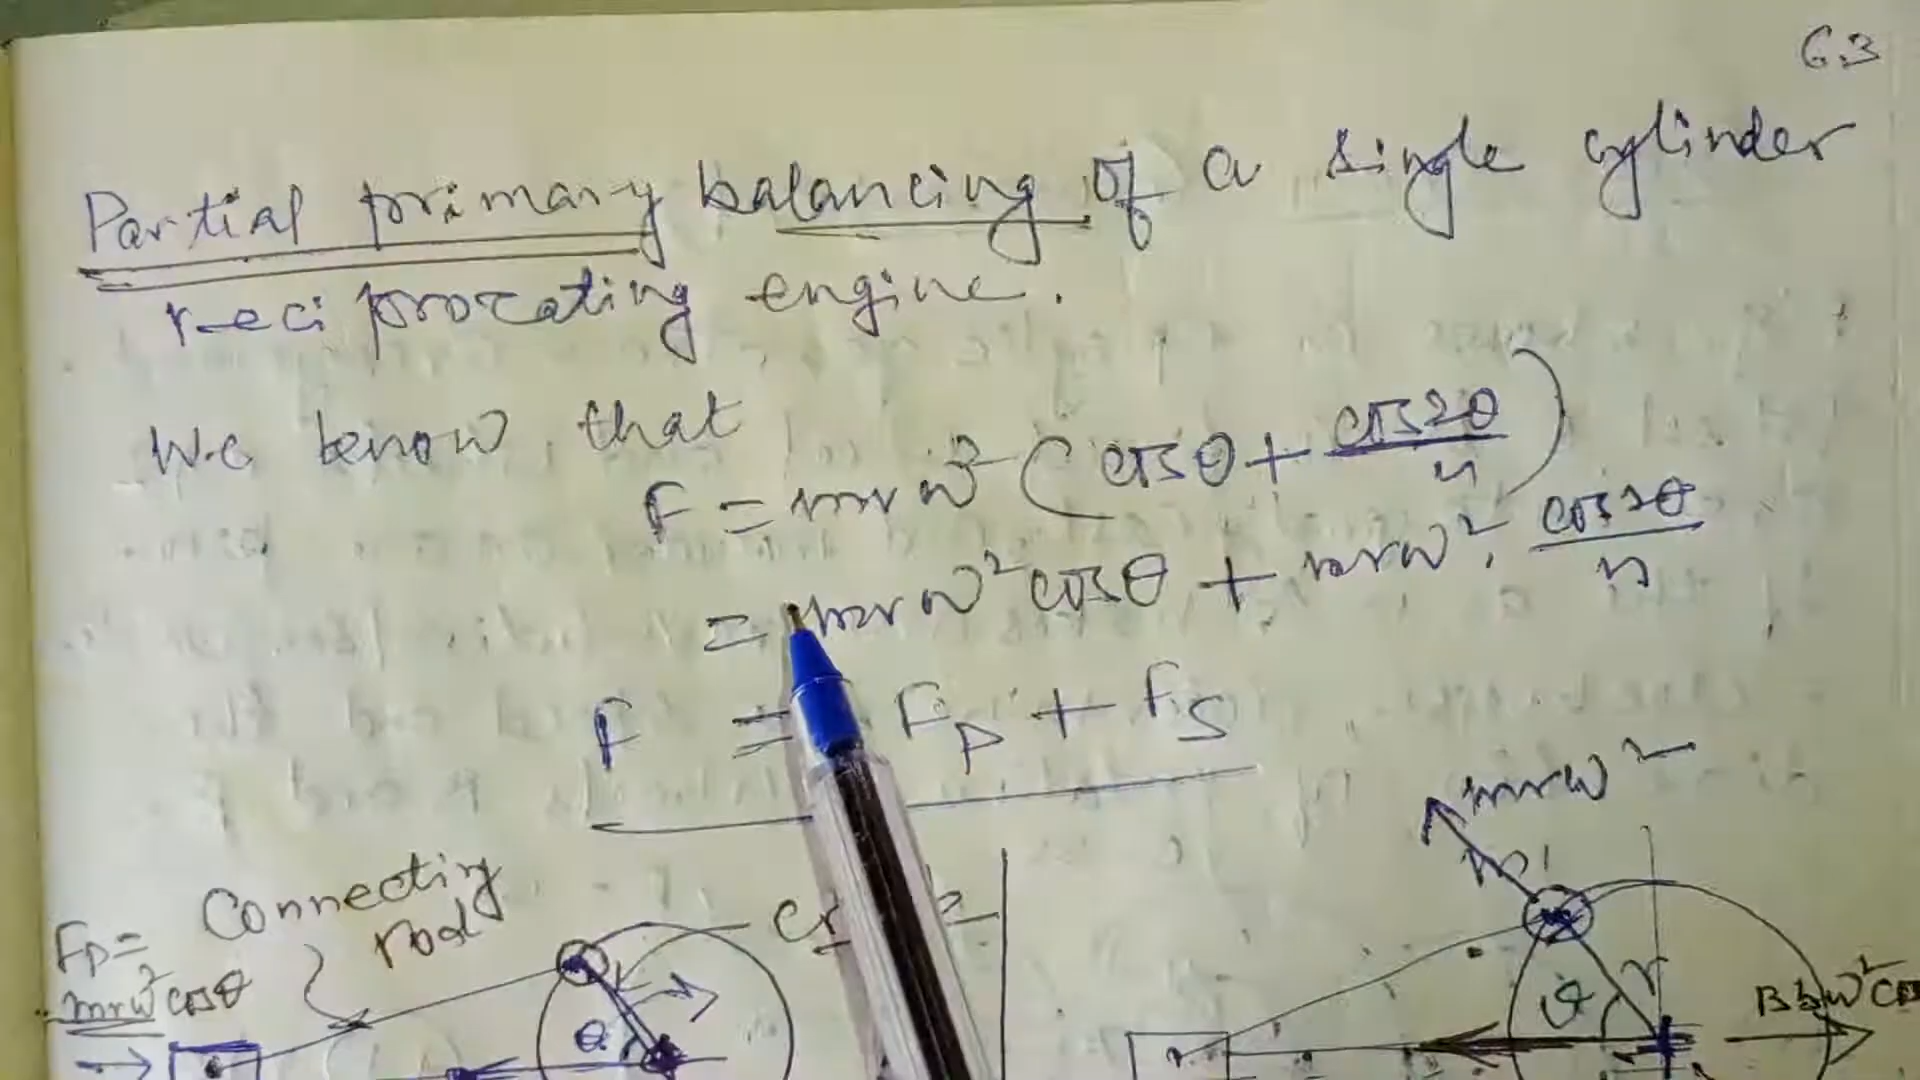 6.3
Partial primary balancing of a single cylinder
reciprocating engine.
We know that
F = mrω² (cosθ + cos2θ/n)
= mrω² cosθ + mrω² . cos2θ/n
F = Fp + Fs
mrω²
m
Connecting
rod
Fp =
mrω² cosθ
θ
θ
r
Bbω² c